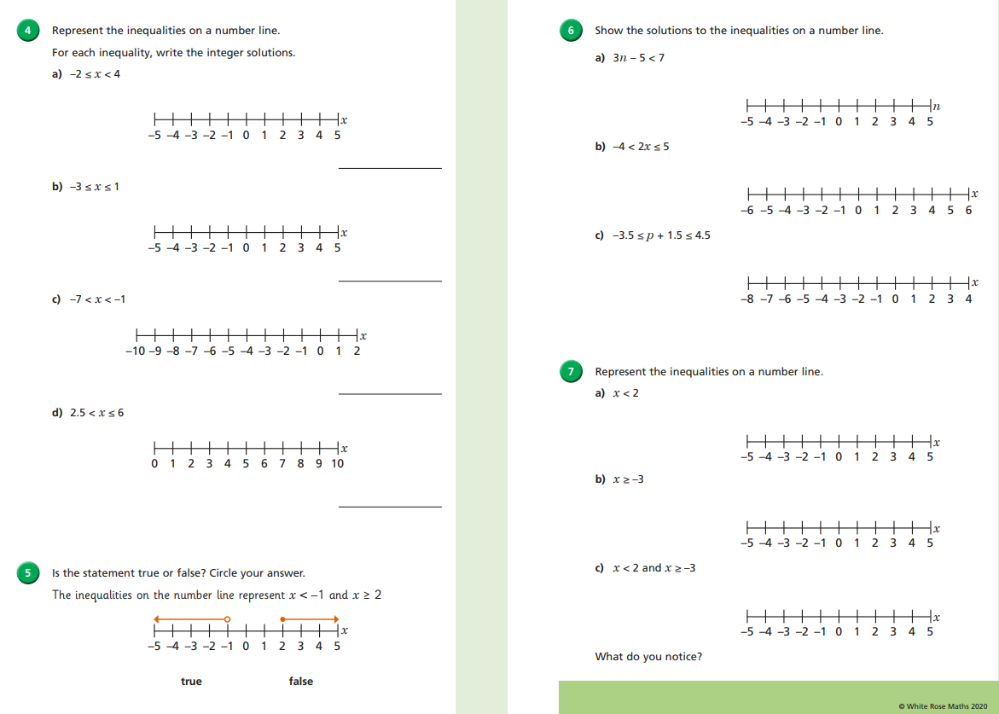 4 Represent the inequalities on a number line.
For each inequality, write the integer solutions.
a) –2 ≤ x < 4
x
–5 –4 –3 –2 –1 0 1 2 3 4 5
b) –3 ≤ x ≤ 1
x
–5 –4 –3 –2 –1 0 1 2 3 4 5
c) –7 < x < –1
x
–10 –9 –8 –7 –6 –5 –4 –3 –2 –1 0 1 2
d) 2.5 < x ≤ 6
x
0 1 2 3 4 5 6 7 8 9 10
5 Is the statement true or false? Circle your answer.
The inequalities on the number line represent x < –1 and x ≥ 2
x
–5 –4 –3 –2 –1 0 1 2 3 4 5
true false
6 Show the solutions to the inequalities on a number line.
a) 3n – 5 < 7
n
–5 –4 –3 –2 –1 0 1 2 3 4 5
b) –4 < 2x ≤ 5
x
–6 –5 –4 –3 –2 –1 0 1 2 3 4 5 6
c) –3.5 ≤ p + 1.5 ≤ 4.5
x
–8 –7 –6 –5 –4 –3 –2 –1 0 1 2 3 4
7 Represent the inequalities on a number line.
a) x < 2
x
–5 –4 –3 –2 –1 0 1 2 3 4 5
b) x ≥ –3
x
–5 –4 –3 –2 –1 0 1 2 3 4 5
c) x < 2 and x ≥ –3
x
–5 –4 –3 –2 –1 0 1 2 3 4 5
What do you notice?
© White Rose Maths 2020